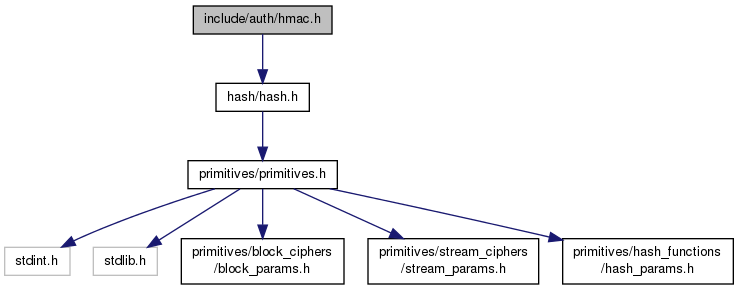 include/auth/hmac.h
hash/hash.h
primitives/primitives.h
stdint.h
stdlib.h
primitives/block_ciphers
/block_params.h
primitives/stream_ciphers
/stream_params.h
primitives/hash_functions
/hash_params.h